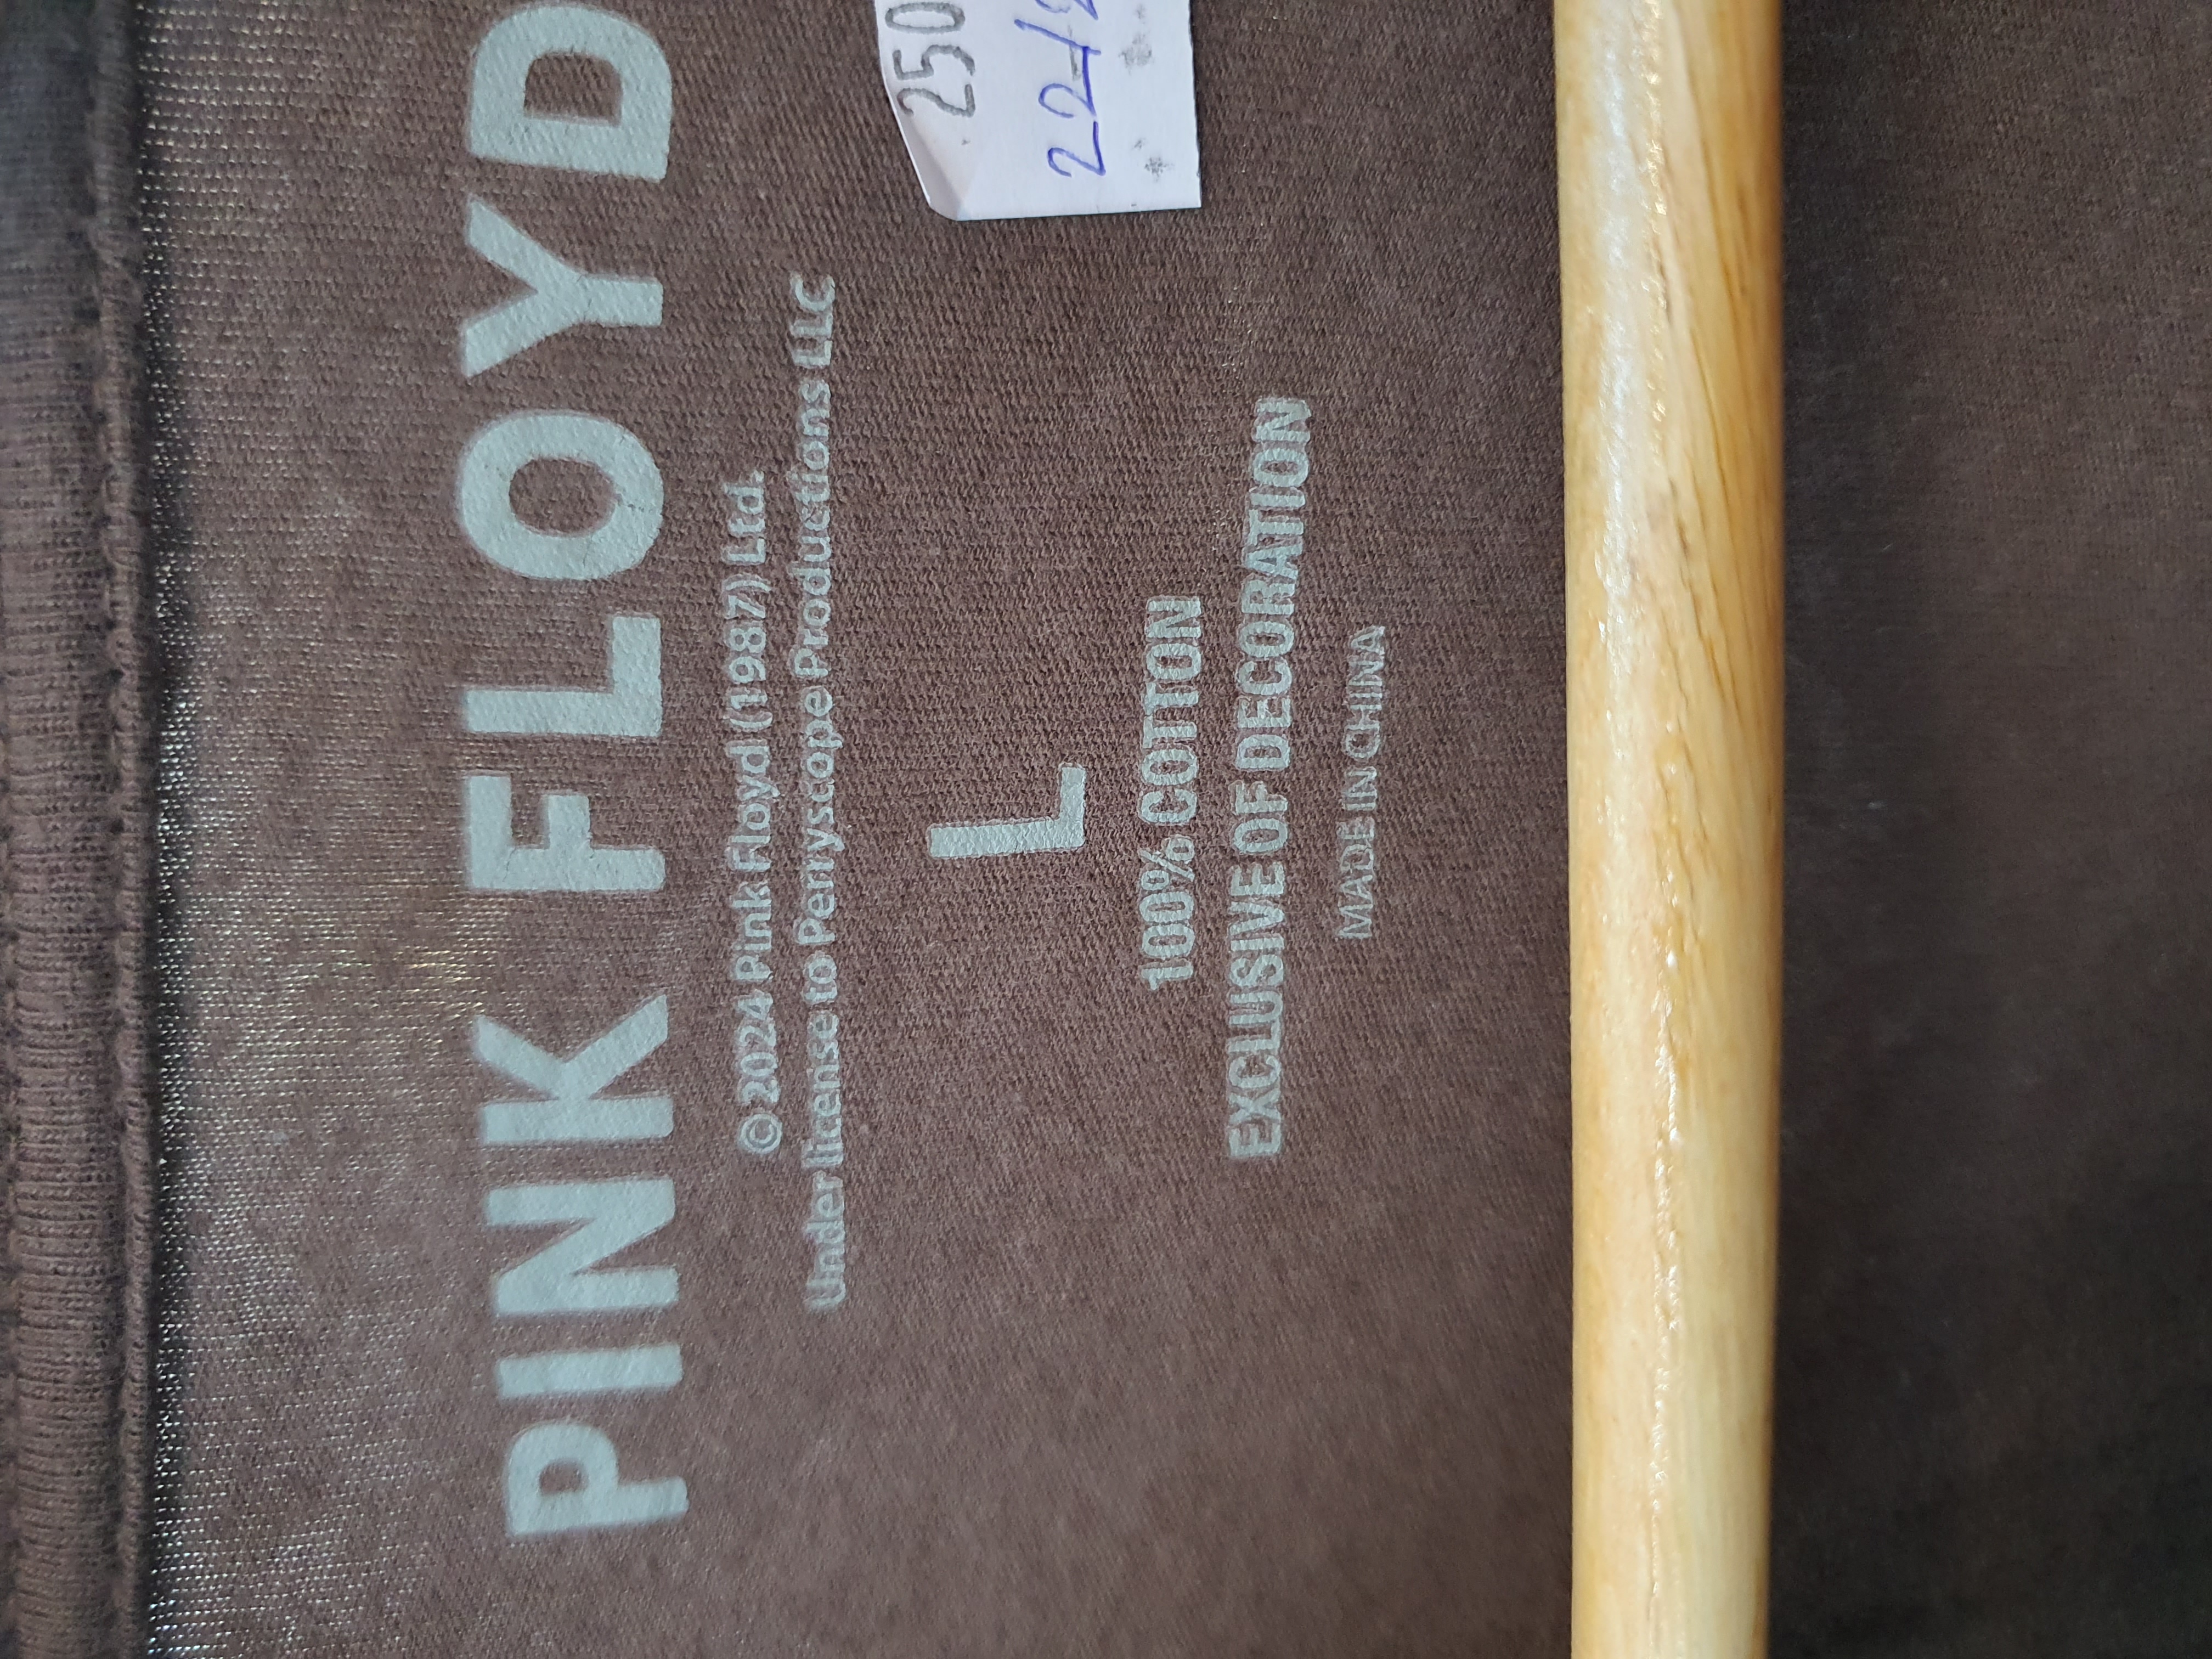 PINK FLOYD
© 2024 Pink Floyd (1987) Ltd.
Under license to Perryscape Productions LLC
L
100% COTTON
EXCLUSIVE OF DECORATION
MADE IN CHINA
250